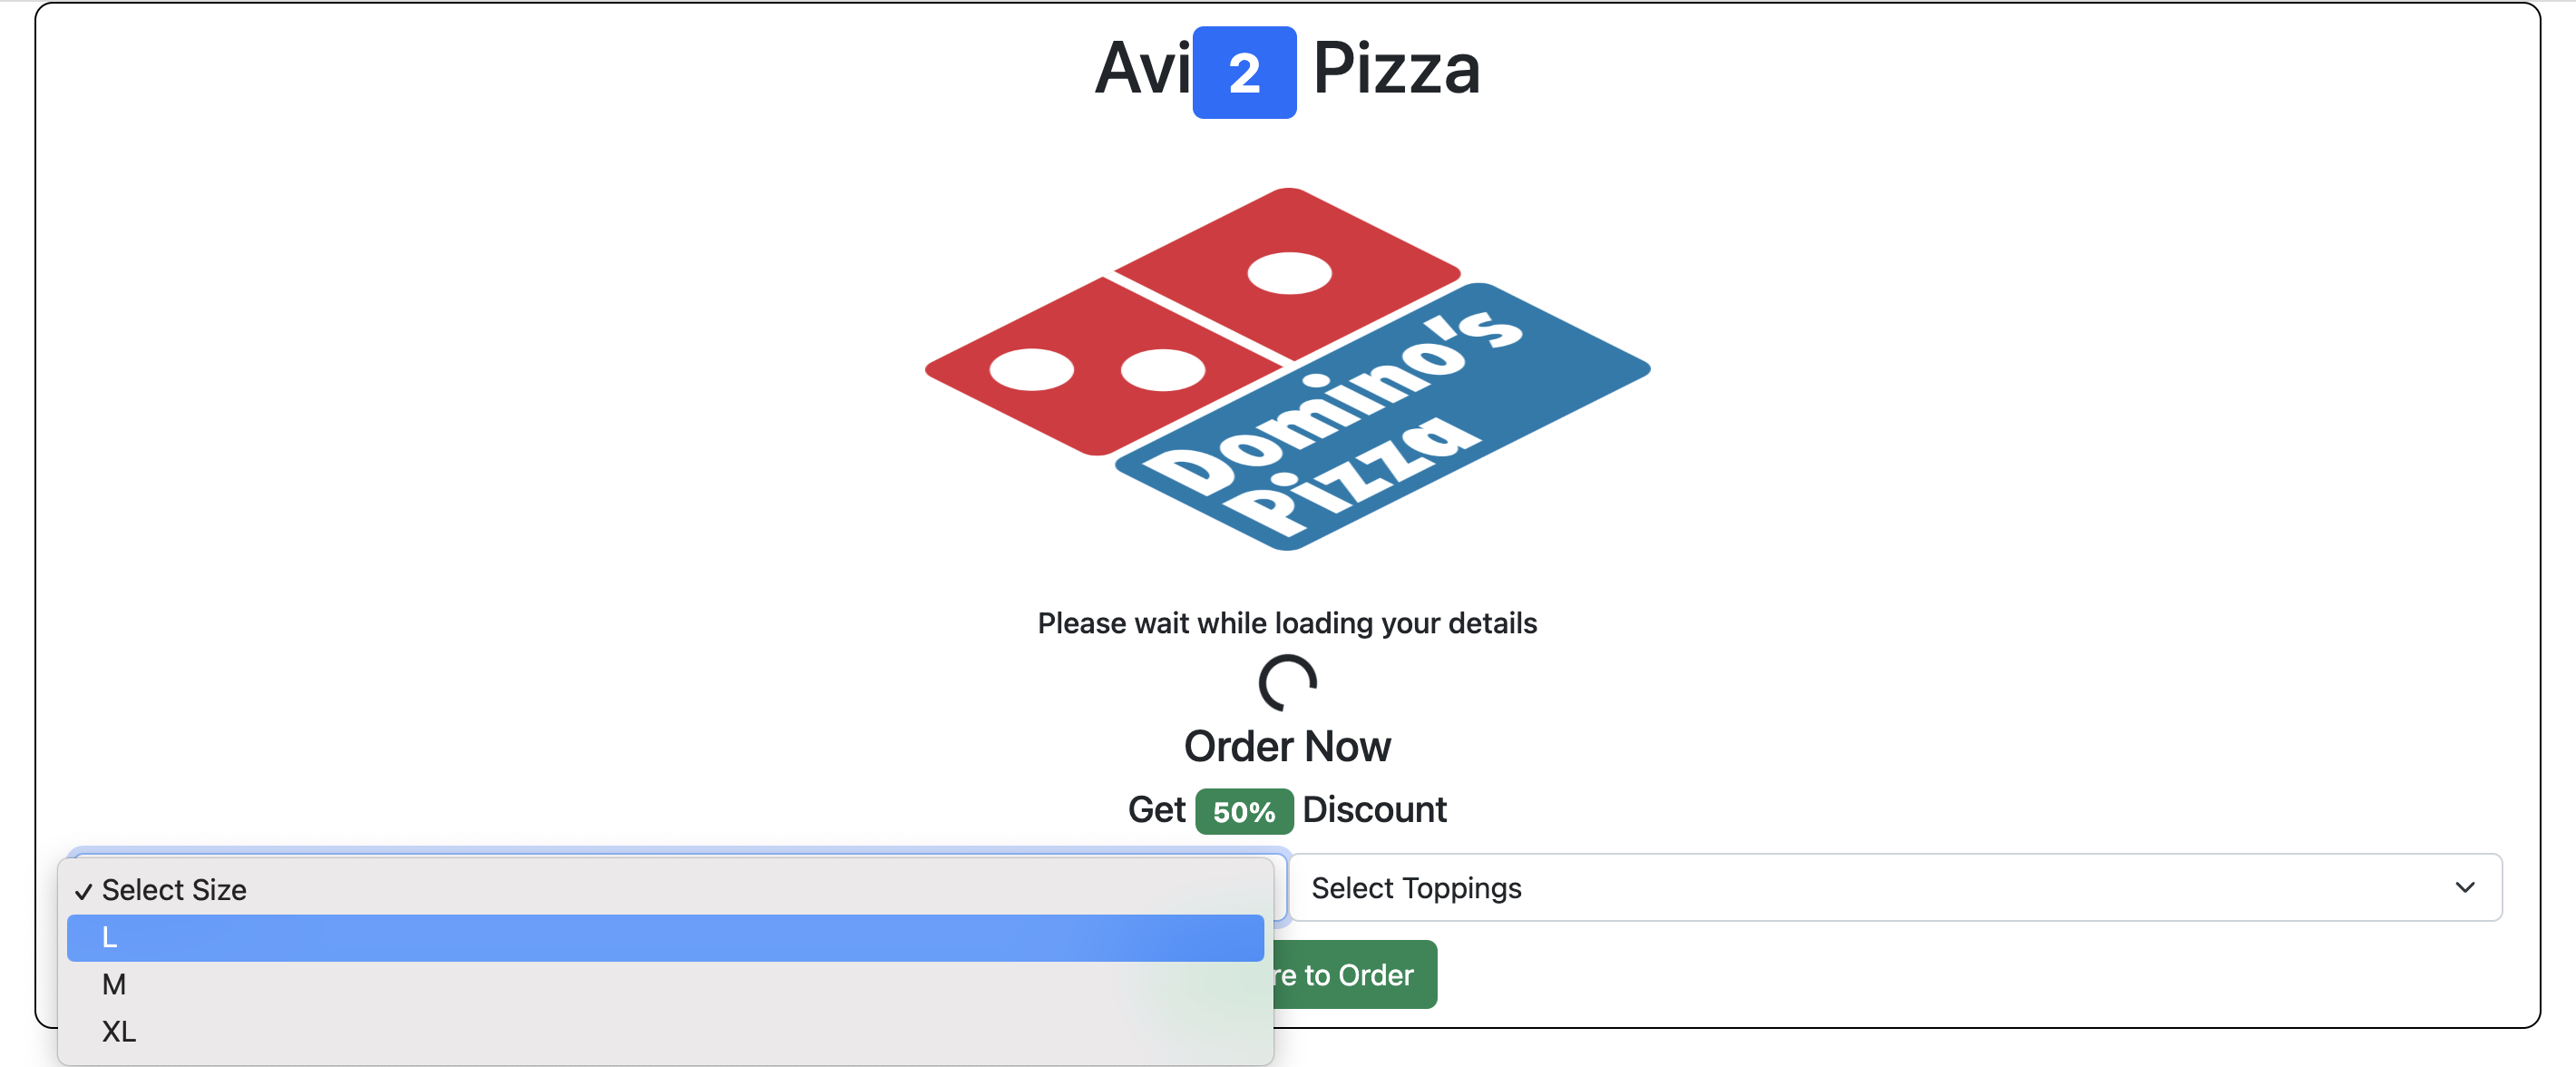 Avi 2 Pizza
Domino's
Pizza
Please wait while loading your details
Order Now
Get 50% Discount
✓ Select Size
Select Toppings
L
M
XL
to Order